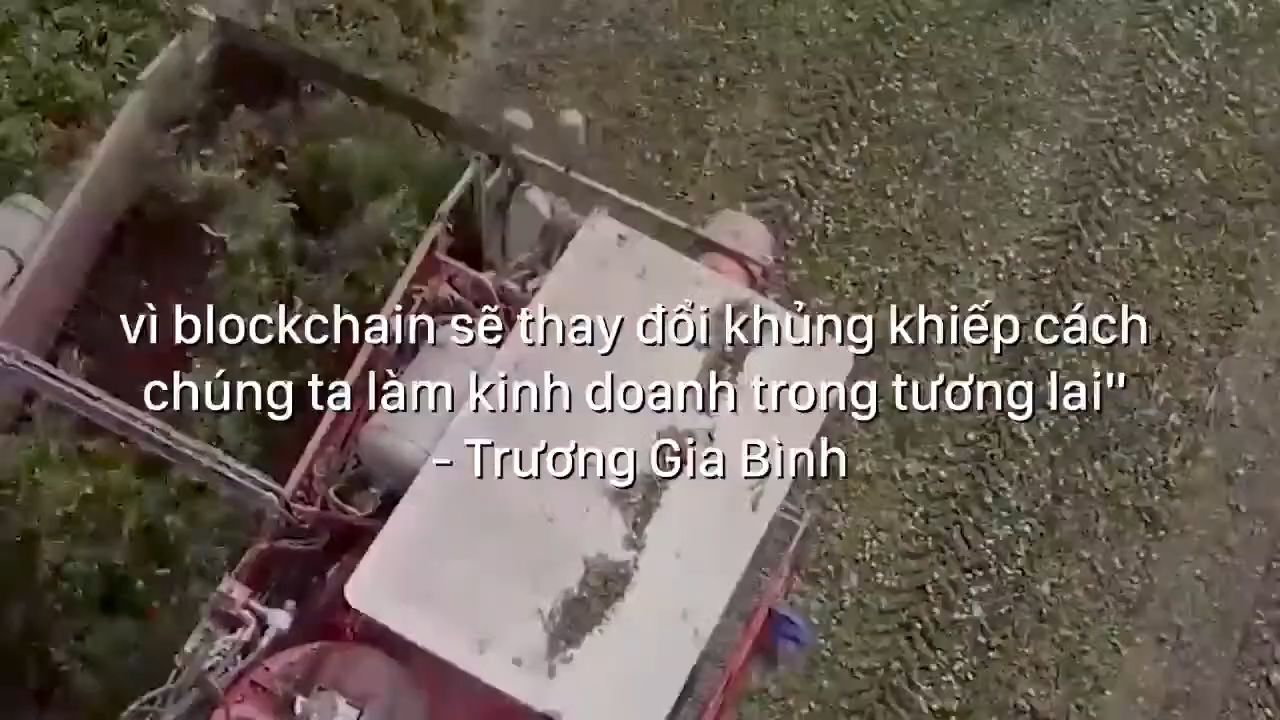 vì blockchain sẽ thay đổi khủng khiếp cách
chúng ta làm kinh doanh trong tương lai"
- Trương Gia Bình